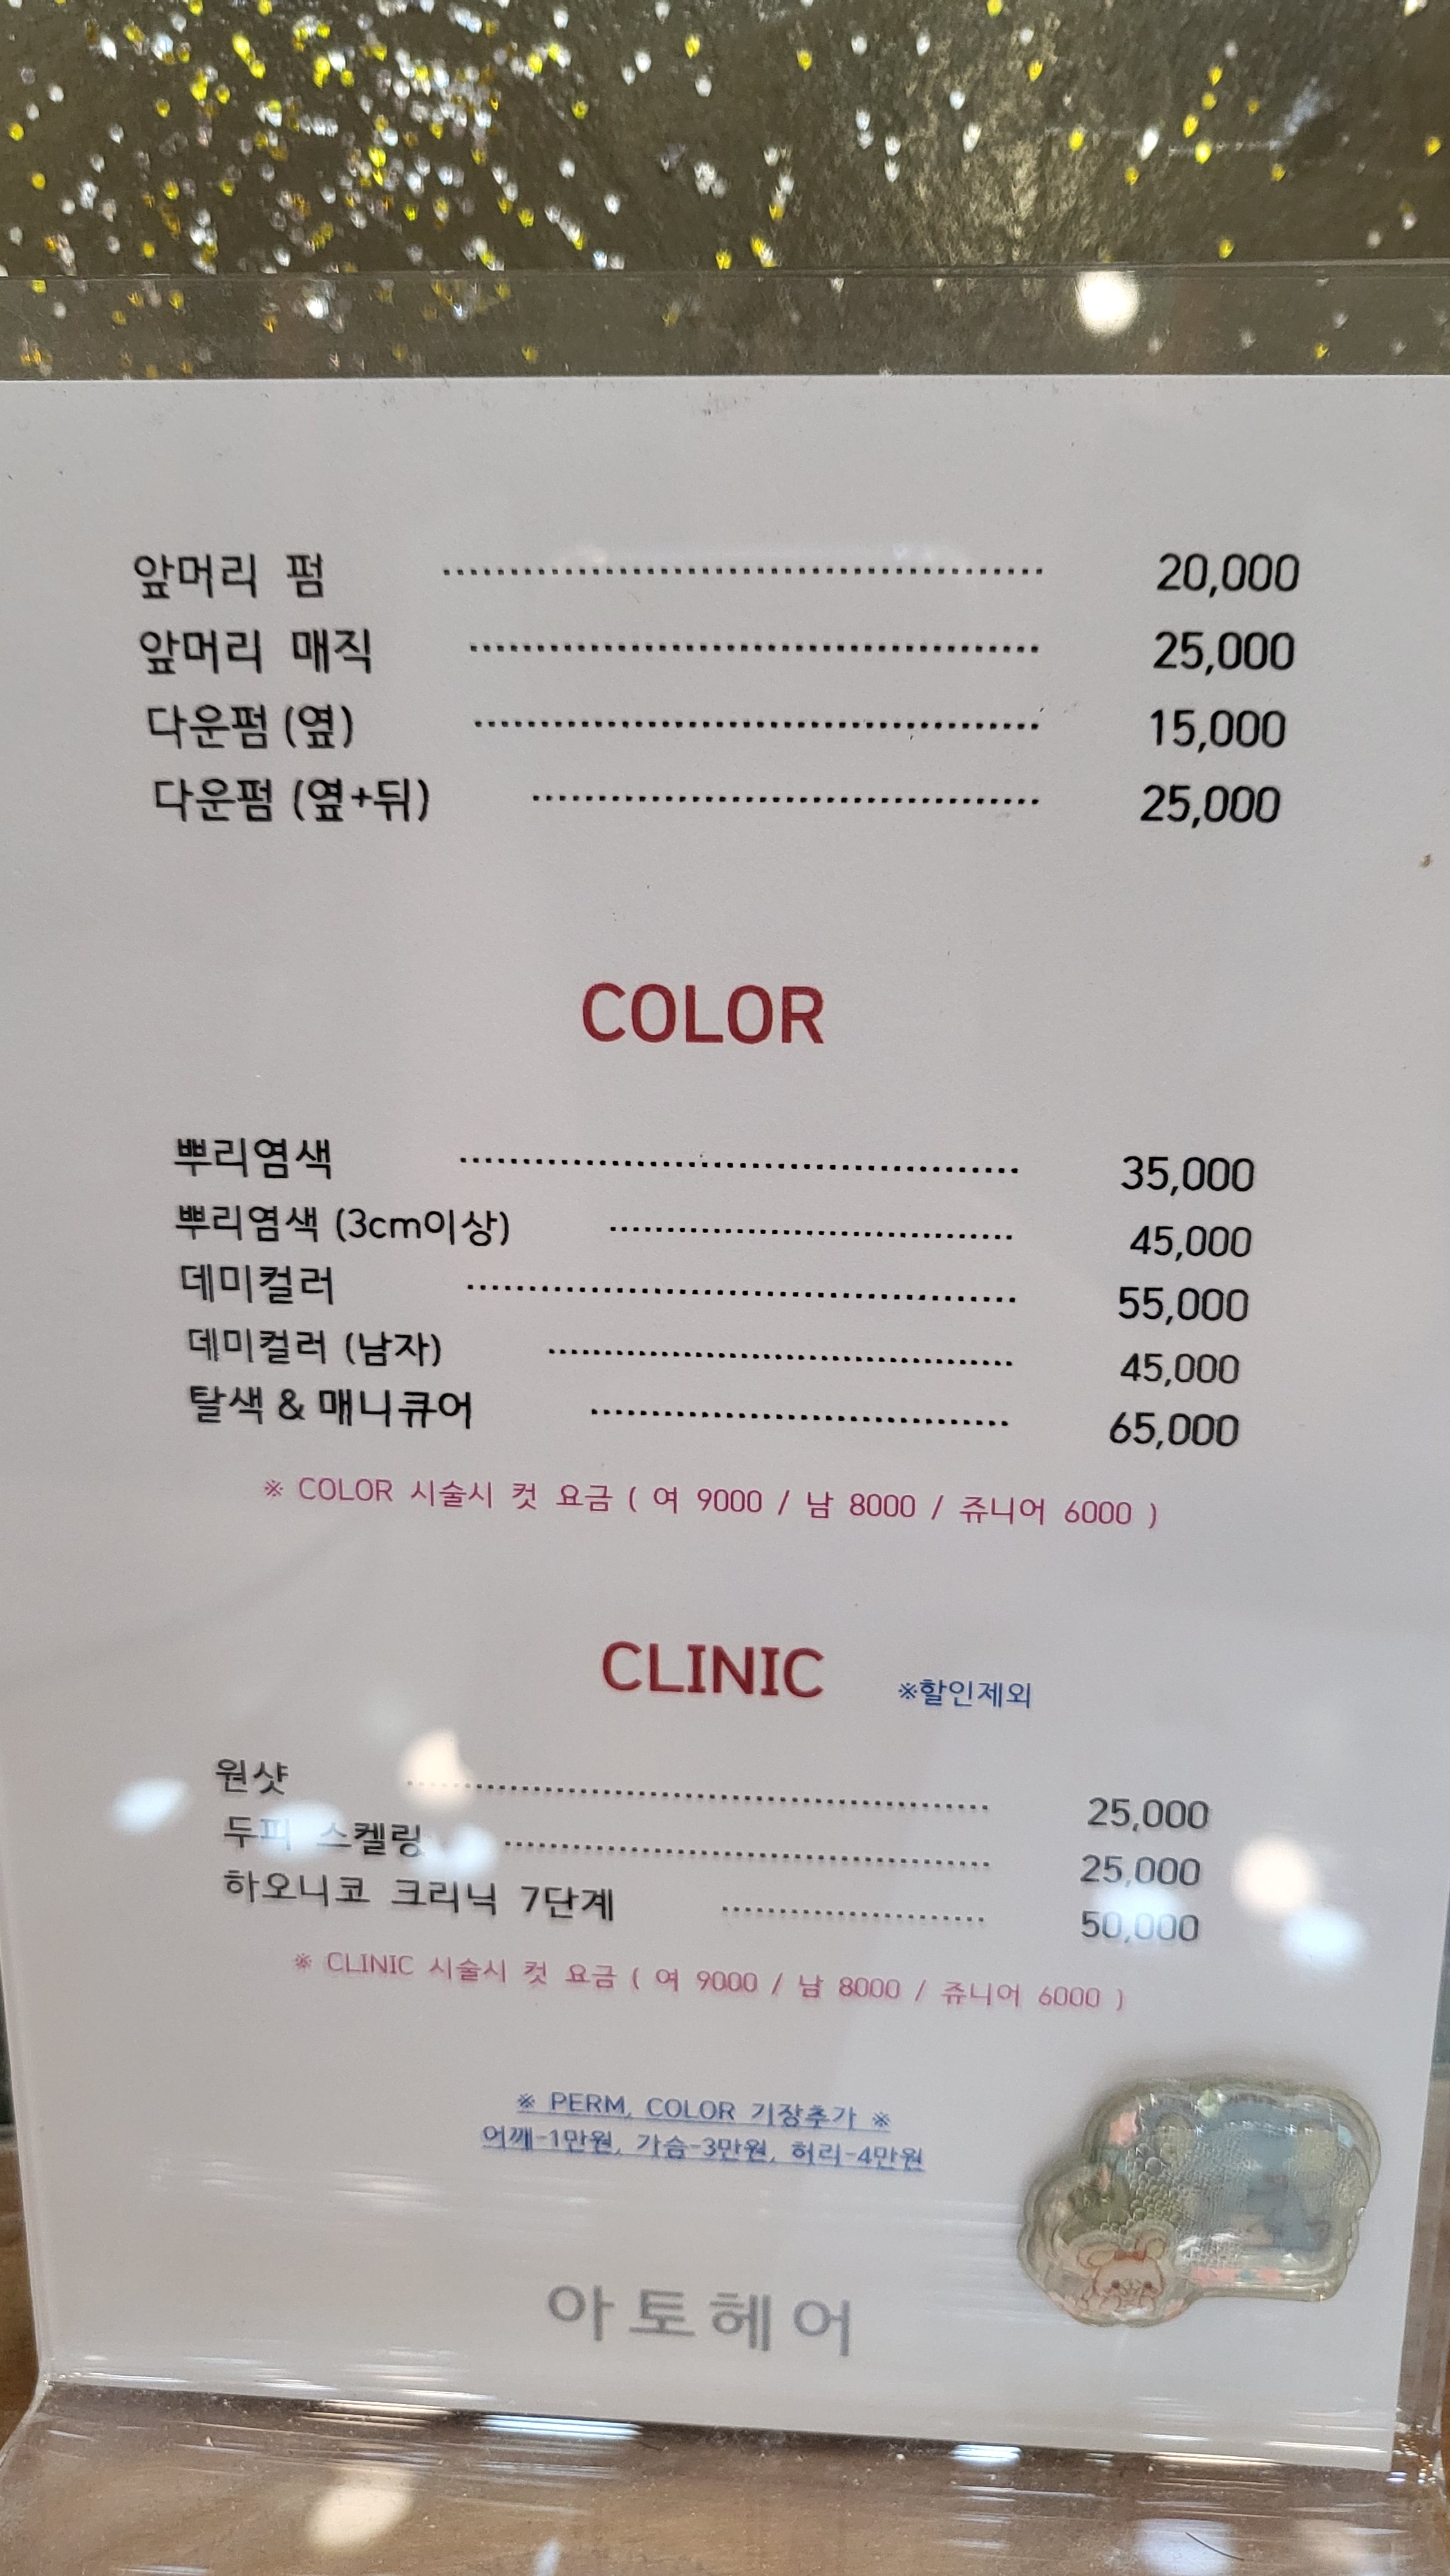 앞머리 펌 ........................ 20,000
앞머리 매직 ........................ 25,000
다운펌 (옆) ........................ 15,000
다운펌 (옆+뒤) ........................ 25,000
COLOR
뿌리염색 ........................ 35,000
뿌리염색 (3cm이상) ........................ 45,000
데미컬러 ........................ 55,000
데미컬러 (남자) ........................ 45,000
탈색 & 매니큐어 ........................ 65,000
※ COLOR 시술시 컷 요금 ( 여 9000 / 남 8000 / 쥬니어 6000 )
CLINIC ※할인제외
원샷 ........................ 25,000
두피 스켈링 ........................ 25,000
하오니코 크리닉 7단계 ........................ 50,000
※ CLINIC 시술시 컷 요금 ( 여 9000 / 남 8000 / 쥬니어 6000 )
※ PERM, COLOR 기장추가 ※
어깨-1만원, 가슴-3만원, 허리-4만원
아토헤어